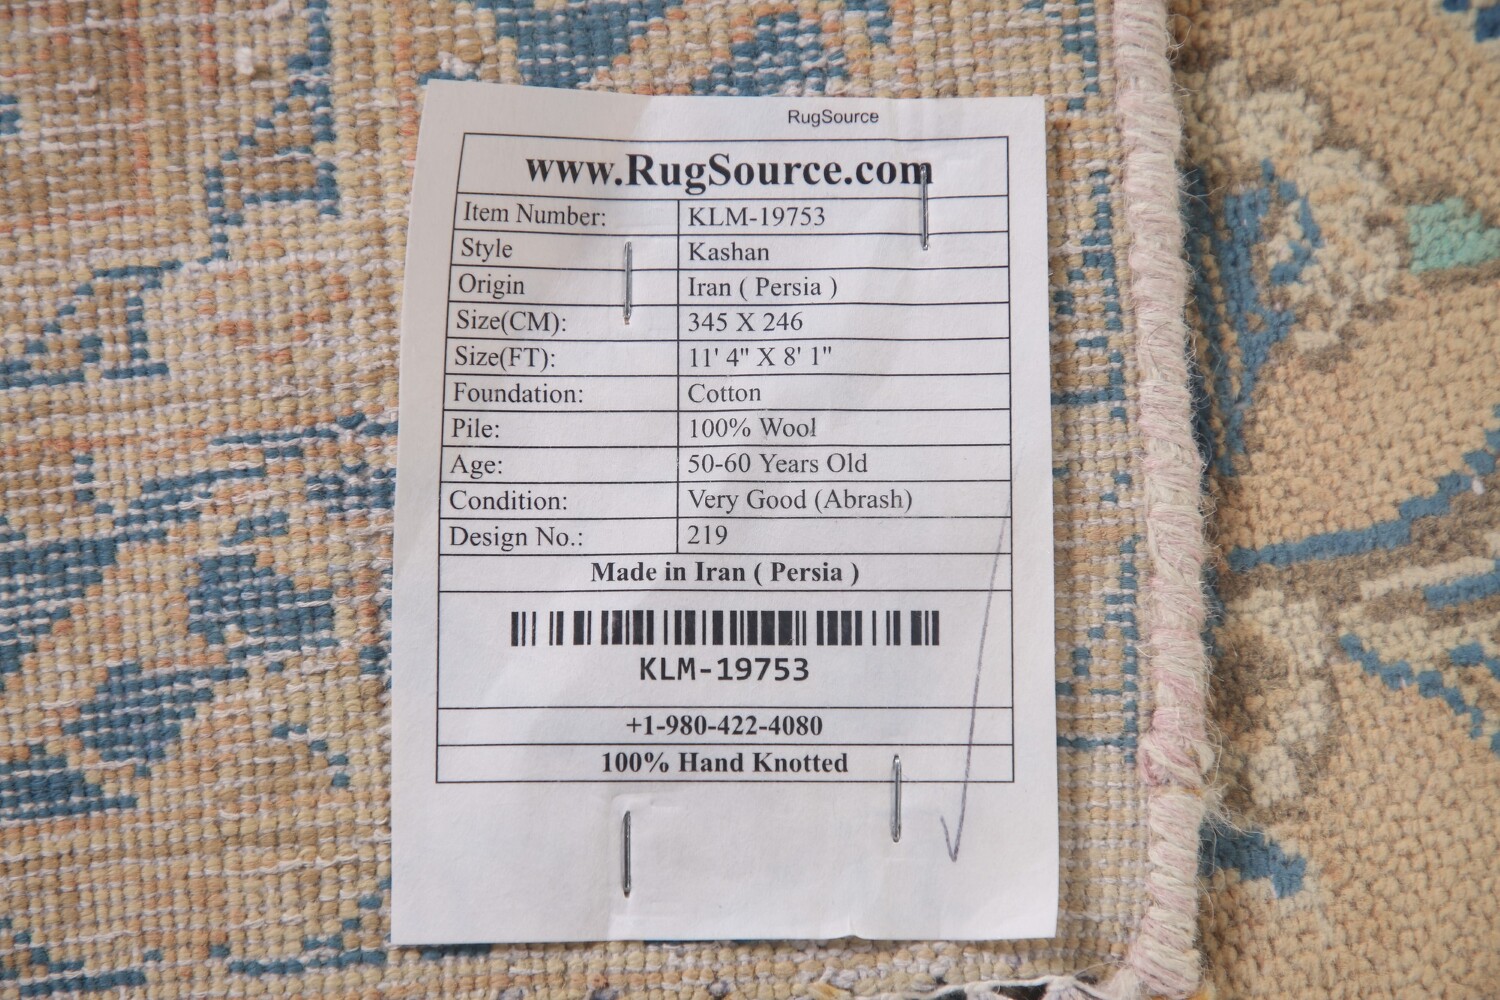 RugSource
www.RugSource.com
Item Number: KLM-19753
Style Kashan
Origin Iran ( Persia )
Size(CM): 345 X 246
Size(FT): 11' 4" X 8' 1"
Foundation: Cotton
Pile: 100% Wool
Age: 50-60 Years Old
Condition: Very Good (Abrash)
Design No.: 219
Made in Iran ( Persia )
KLM-19753
+1-980-422-4080
100% Hand Knotted